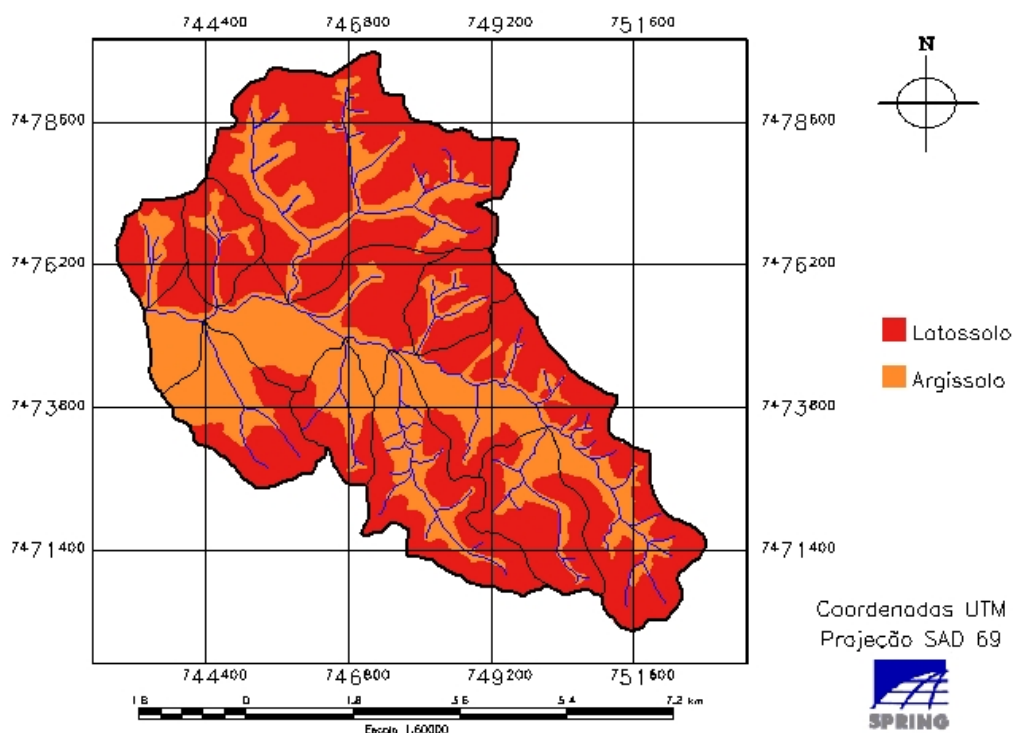 744400 746800 749200 751600
N
7478600 7478600
7476200 7476200
Latossolo
Argissolo
7473800 7473800
7471400 7471400
Coordenadas UTM
Projeção SAD 69
744400 746800 749200 751600
1.8 0 1.8 3.6 5.4 7.2 km
Escala 1:60000
SPRING